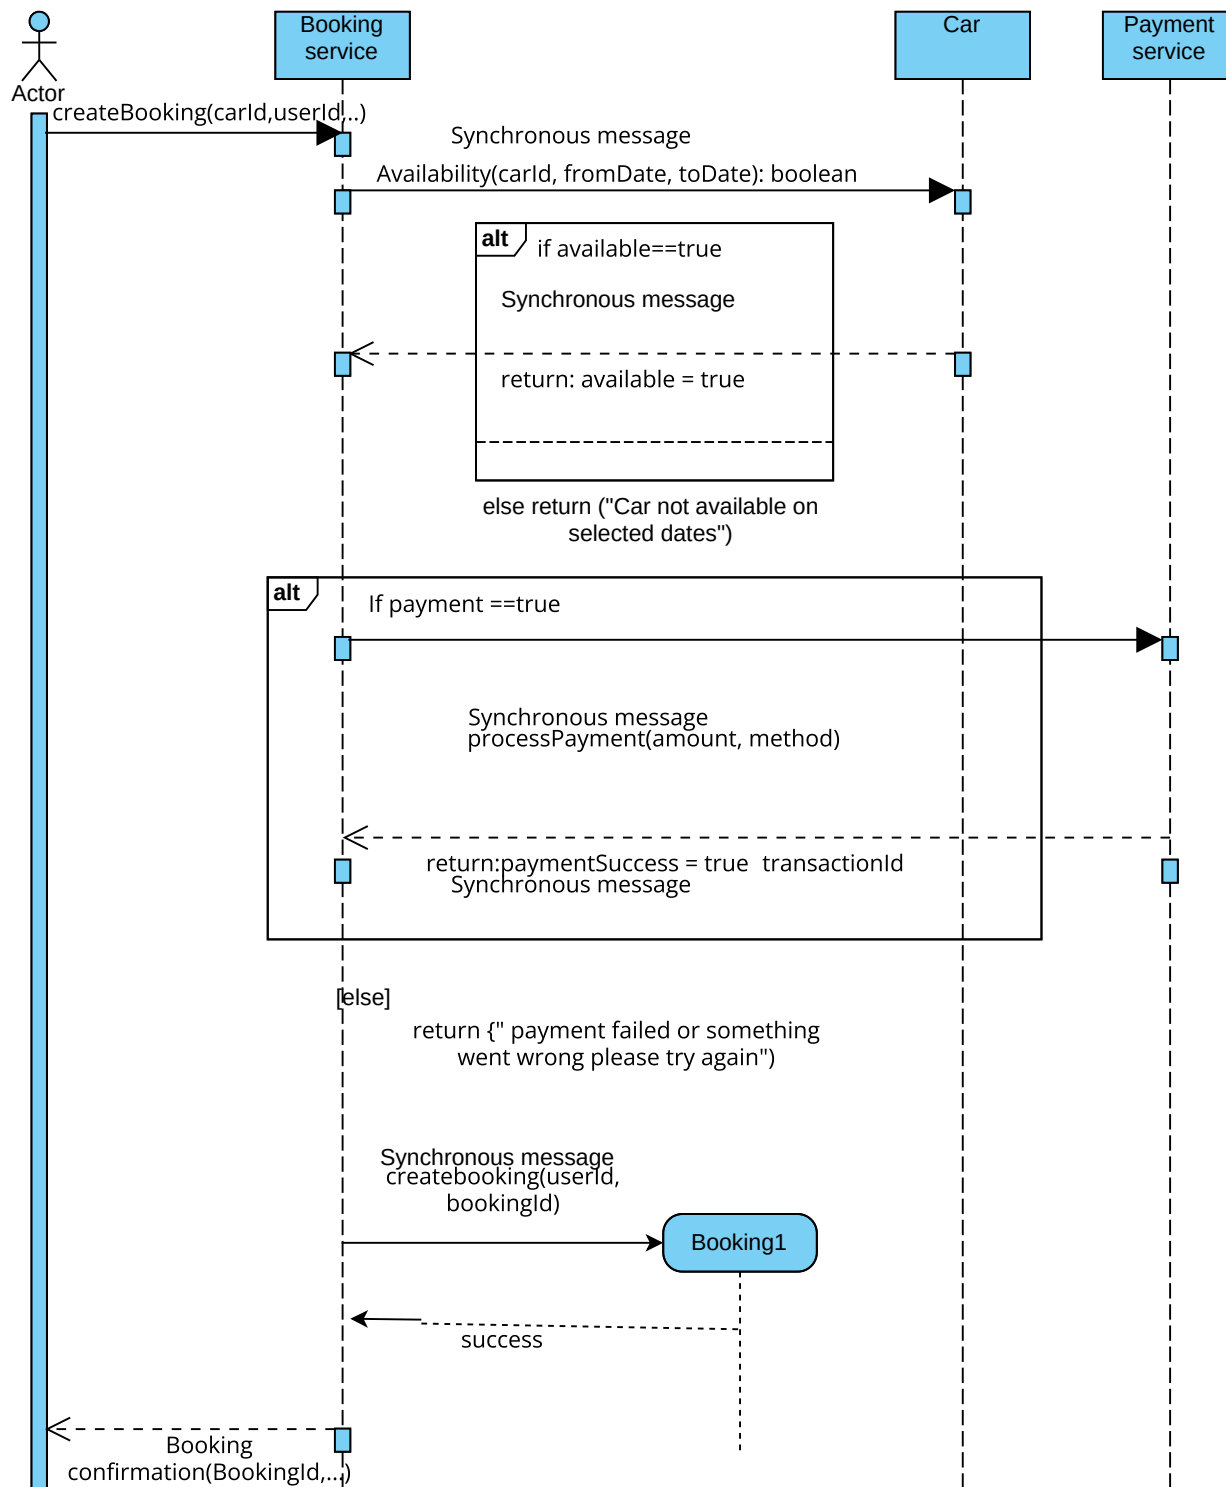 Booking
service
Car
Payment
service
Actor
createBooking(carId,userId,..)
Synchronous message
Availability(carId, fromDate, toDate): boolean
alt
if available==true
Synchronous message
return: available = true
else return ("Car not available on
selected dates")
alt
If payment ==true
Synchronous message
processPayment(amount, method)
return:paymentSuccess = true  transactionId
Synchronous message
[else]
return {" payment failed or something
went wrong please try again")
Synchronous message
createbooking(userId,
bookingId)
Booking1
success
Booking
confirmation(BookingId,...)